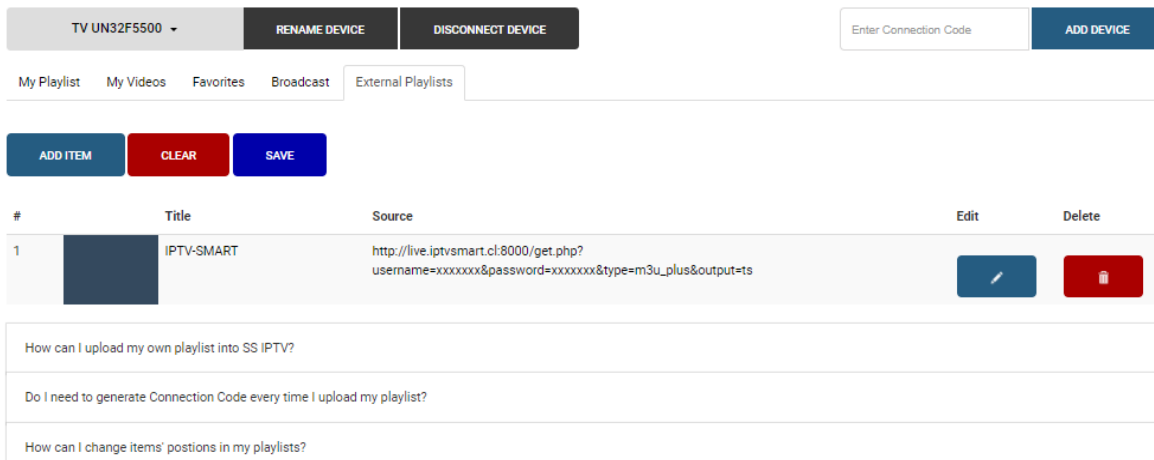 TV UN32F5500
RENAME DEVICE
DISCONNECT DEVICE
Enter Connection Code
ADD DEVICE
My Playlist
My Videos
Favorites
Broadcast
External Playlists
ADD ITEM
CLEAR
SAVE
# Title Source Edit Delete
1 IPTV-SMART http://live.iptvsmart.cl:8000/get.php?
username=xxxxxxx&password=xxxxxxx&type=m3u_plus&output=ts
How can I upload my own playlist into SS IPTV?
Do I need to generate Connection Code every time I upload my playlist?
How can I change items' postions in my playlists?